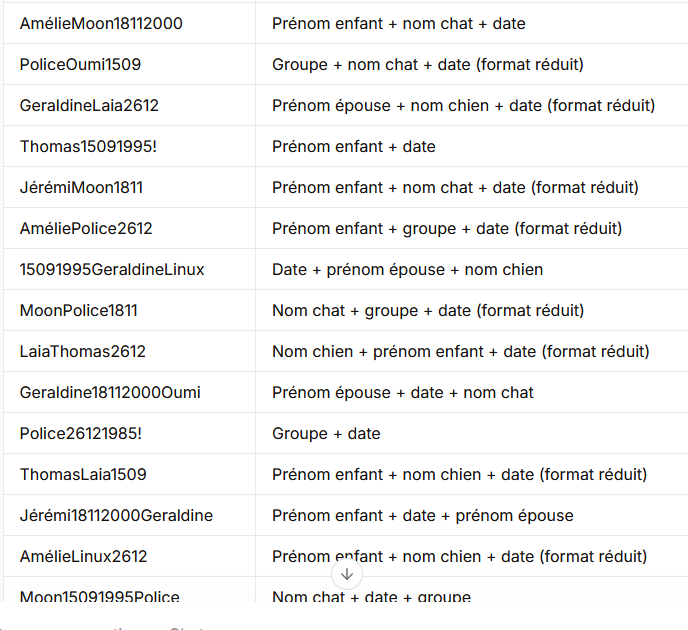 AmélieMoon18112000 Prénom enfant + nom chat + date
PoliceOumi1509 Groupe + nom chat + date (format réduit)
GeraldineLaia2612 Prénom épouse + nom chien + date (format réduit)
Thomas15091995! Prénom enfant + date
JérémiMoon1811 Prénom enfant + nom chat + date (format réduit)
AméliePolice2612 Prénom enfant + groupe + date (format réduit)
15091995GeraldineLinux Date + prénom épouse + nom chien
MoonPolice1811 Nom chat + groupe + date (format réduit)
LaiaThomas2612 Nom chien + prénom enfant + date (format réduit)
Geraldine18112000Oumi Prénom épouse + date + nom chat
Police26121985! Groupe + date
ThomasLaia1509 Prénom enfant + nom chien + date (format réduit)
Jérémi18112000Geraldine Prénom enfant + date + prénom épouse
AmélieLinux2612 Prénom enfant + nom chien + date (format réduit)
Moon15091995Police Nom chat + date + groupe